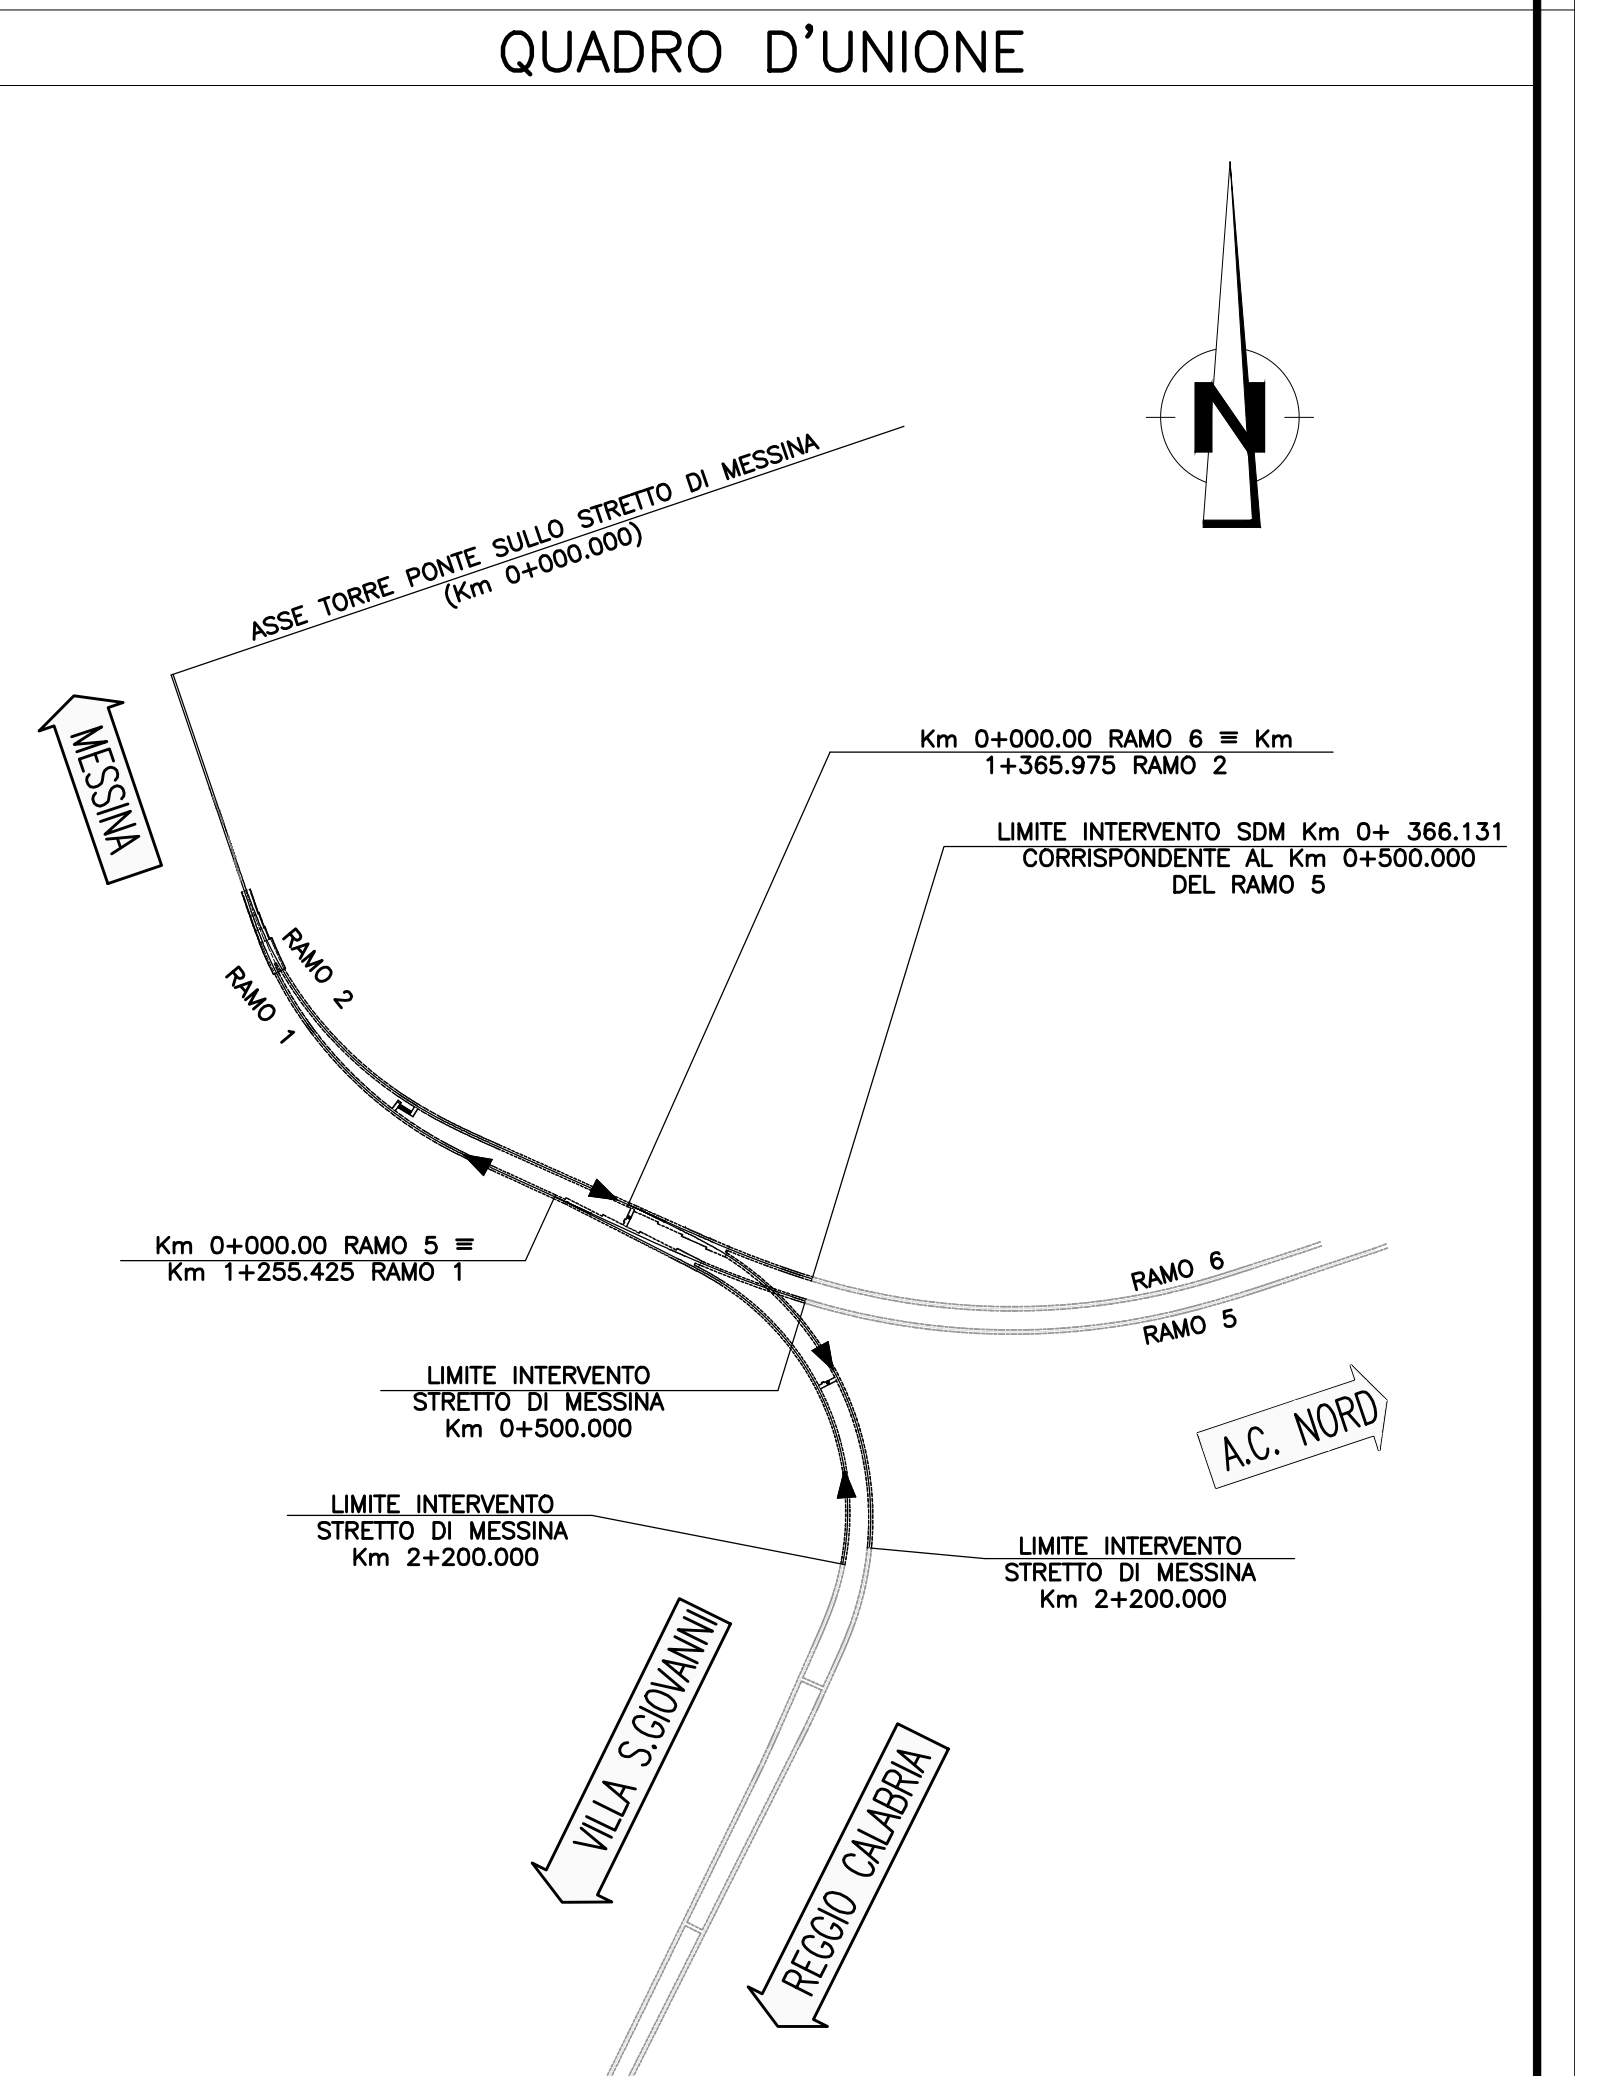 QUADRO D'UNIONE
N
ASSE TORRE PONTE SULLO STRETTO DI MESSINA
(Km 0+000.000)
MESSINA
Km 0+000.00 RAMO 6 ≡ Km
1+365.975 RAMO 2
LIMITE INTERVENTO SDM Km 0+ 366.131
CORRISPONDENTE AL Km 0+500.000
DEL RAMO 5
RAMO 2
RAMO 1
Km 0+000.00 RAMO 5 ≡
Km 1+255.425 RAMO 1
RAMO 6
RAMO 5
LIMITE INTERVENTO
STRETTO DI MESSINA
Km 0+500.000
A.C. NORD
LIMITE INTERVENTO
STRETTO DI MESSINA
Km 2+200.000
LIMITE INTERVENTO
STRETTO DI MESSINA
Km 2+200.000
VILLA S.GIOVANNI
REGGIO CALABRIA